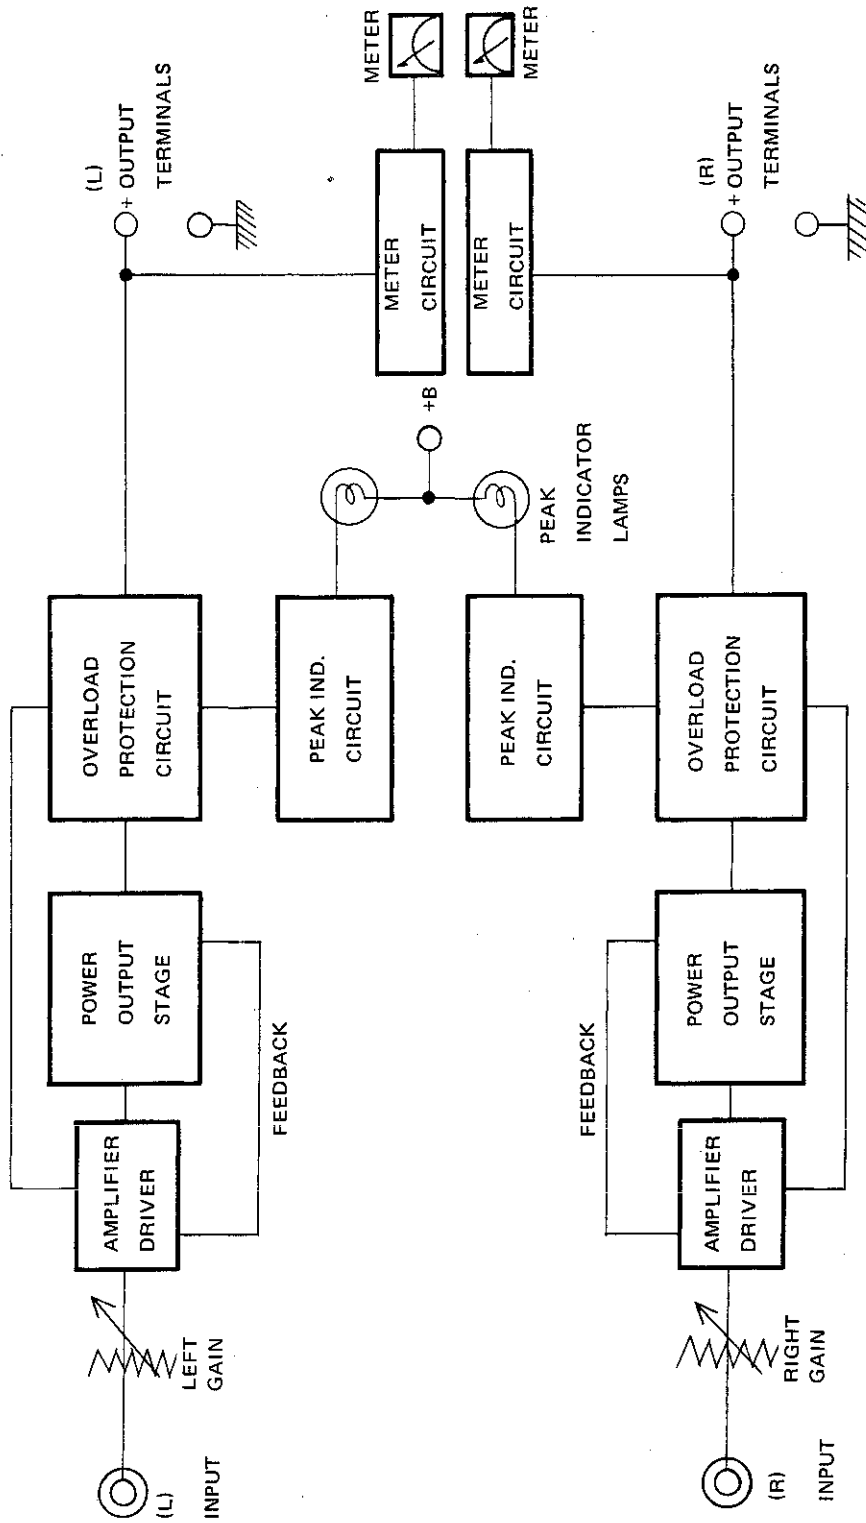 (L)
INPUT
LEFT
GAIN
AMPLIFIER
DRIVER
FEEDBACK
POWER
OUTPUT
STAGE
OVERLOAD
PROTECTION
CIRCUIT
PEAK IND.
CIRCUIT
(L)
+ OUTPUT
TERMINALS
METER
CIRCUIT
METER
+B
PEAK
INDICATOR
LAMPS
METER
CIRCUIT
METER
(R)
INPUT
RIGHT
GAIN
AMPLIFIER
DRIVER
FEEDBACK
POWER
OUTPUT
STAGE
OVERLOAD
PROTECTION
CIRCUIT
PEAK IND.
CIRCUIT
(R)
+ OUTPUT
TERMINALS